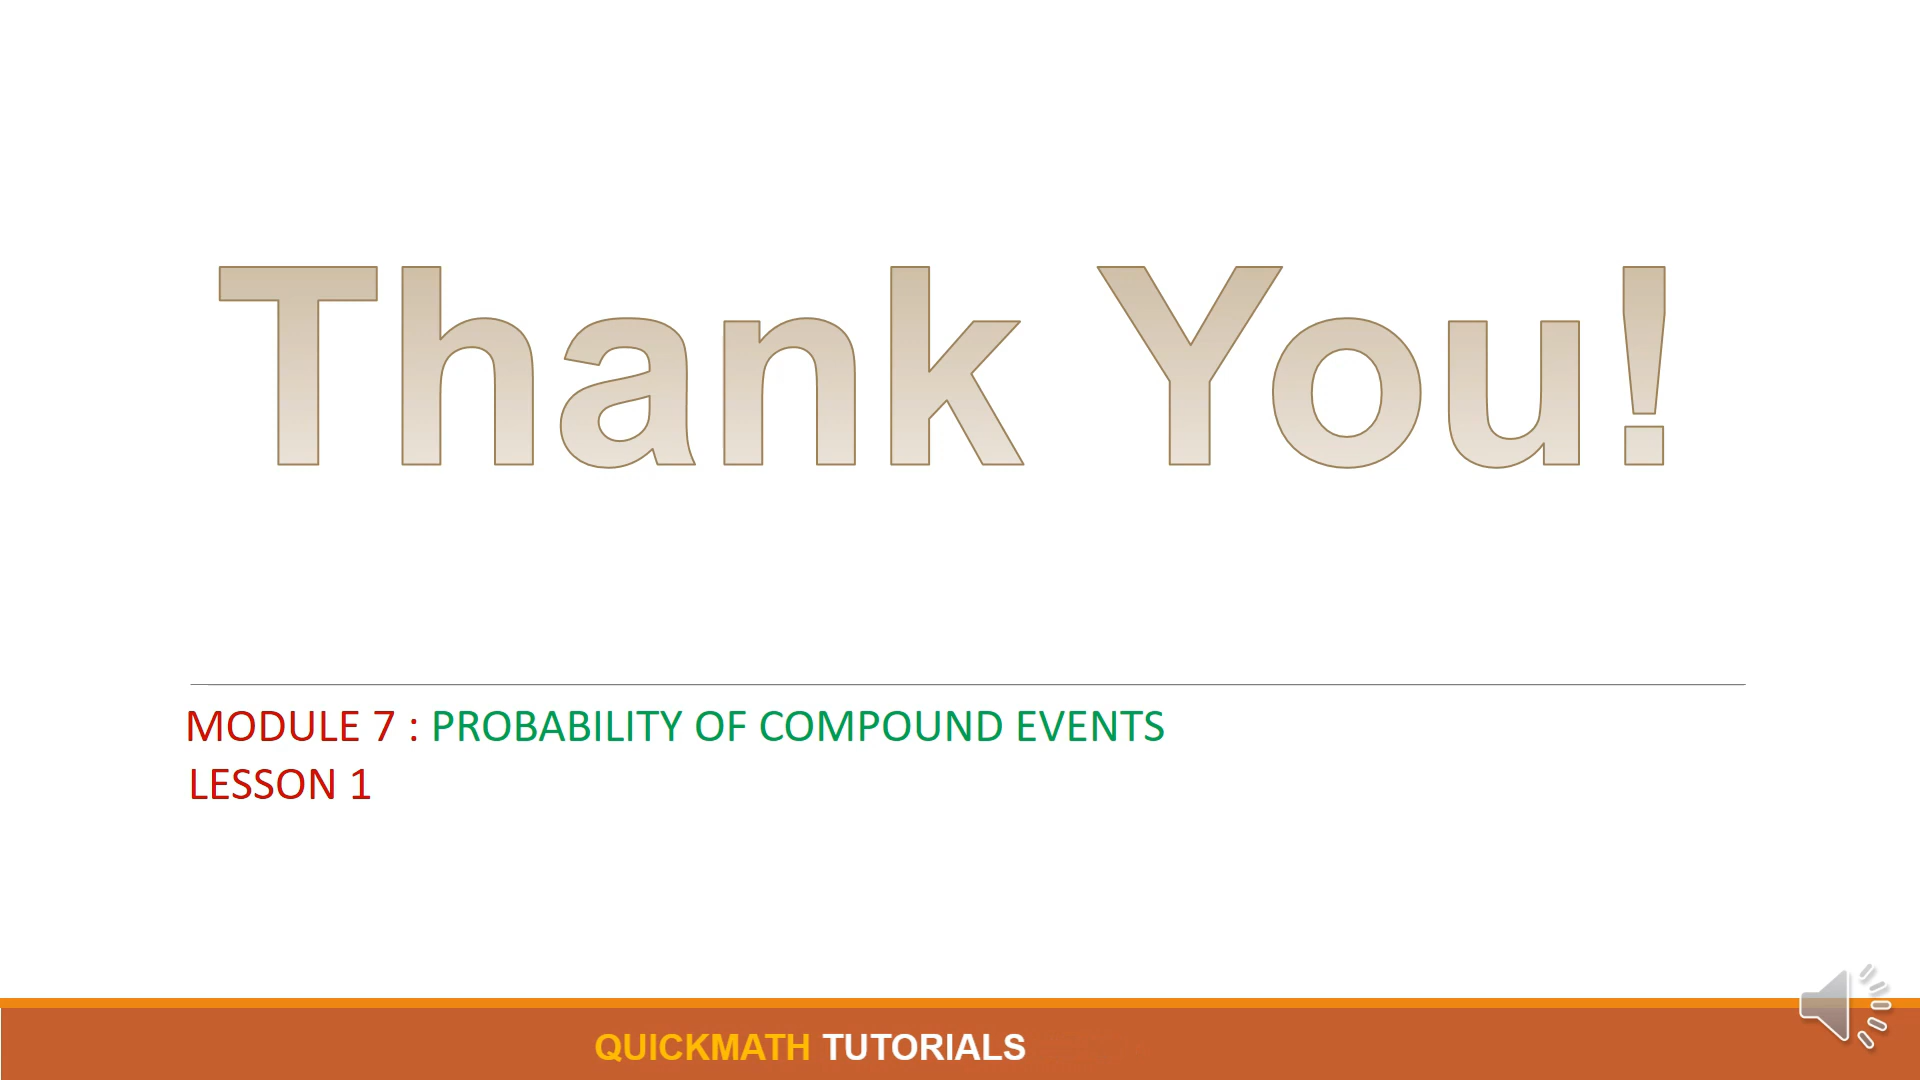 Thank You!
MODULE 7 : PROBABILITY OF COMPOUND EVENTS
LESSON 1
QUICKMATH TUTORIALS